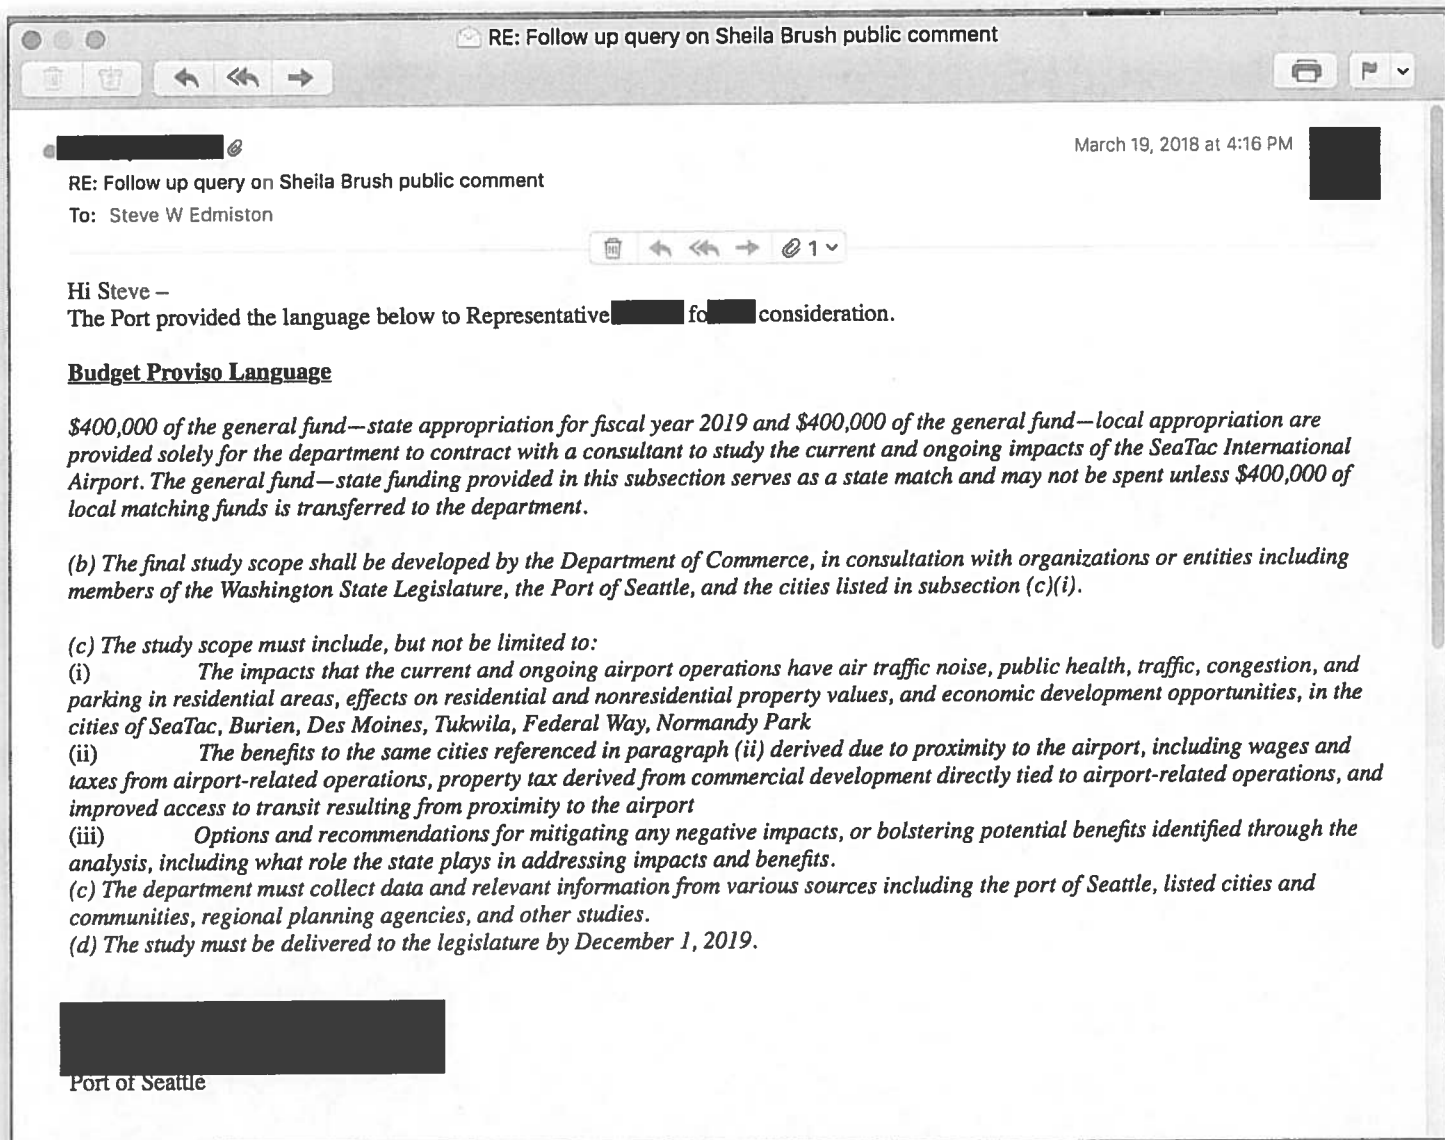 RE: Follow up query on Sheila Brush public comment
March 19, 2018 at 4:16 PM
RE: Follow up query on Sheila Brush public comment
To: Steve W Edmiston
1
Hi Steve –
The Port provided the language below to Representative fo consideration.
Budget Proviso Language
$400,000 of the general fund—state appropriation for fiscal year 2019 and $400,000 of the general fund—local appropriation are
provided solely for the department to contract with a consultant to study the current and ongoing impacts of the SeaTac International
Airport. The general fund—state funding provided in this subsection serves as a state match and may not be spent unless $400,000 of
local matching funds is transferred to the department.
(b) The final study scope shall be developed by the Department of Commerce, in consultation with organizations or entities including
members of the Washington State Legislature, the Port of Seattle, and the cities listed in subsection (c)(i).
(c) The study scope must include, but not be limited to:
(i) The impacts that the current and ongoing airport operations have air traffic noise, public health, traffic, congestion, and
parking in residential areas, effects on residential and nonresidential property values, and economic development opportunities, in the
cities of SeaTac, Burien, Des Moines, Tukwila, Federal Way, Normandy Park
(ii) The benefits to the same cities referenced in paragraph (ii) derived due to proximity to the airport, including wages and
taxes from airport-related operations, property tax derived from commercial development directly tied to airport-related operations, and
improved access to transit resulting from proximity to the airport
(iii) Options and recommendations for mitigating any negative impacts, or bolstering potential benefits identified through the
analysis, including what role the state plays in addressing impacts and benefits.
(c) The department must collect data and relevant information from various sources including the port of Seattle, listed cities and
communities, regional planning agencies, and other studies.
(d) The study must be delivered to the legislature by December 1, 2019.
Port of Seattle